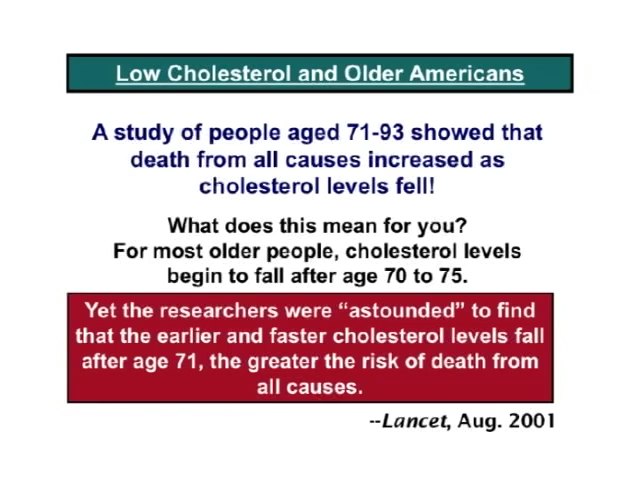 Low Cholesterol and Older Americans
A study of people aged 71-93 showed that
death from all causes increased as
cholesterol levels fell!
What does this mean for you?
For most older people, cholesterol levels
begin to fall after age 70 to 75.
Yet the researchers were “astounded” to find
that the earlier and faster cholesterol levels fall
after age 71, the greater the risk of death from
all causes.
--Lancet, Aug. 2001